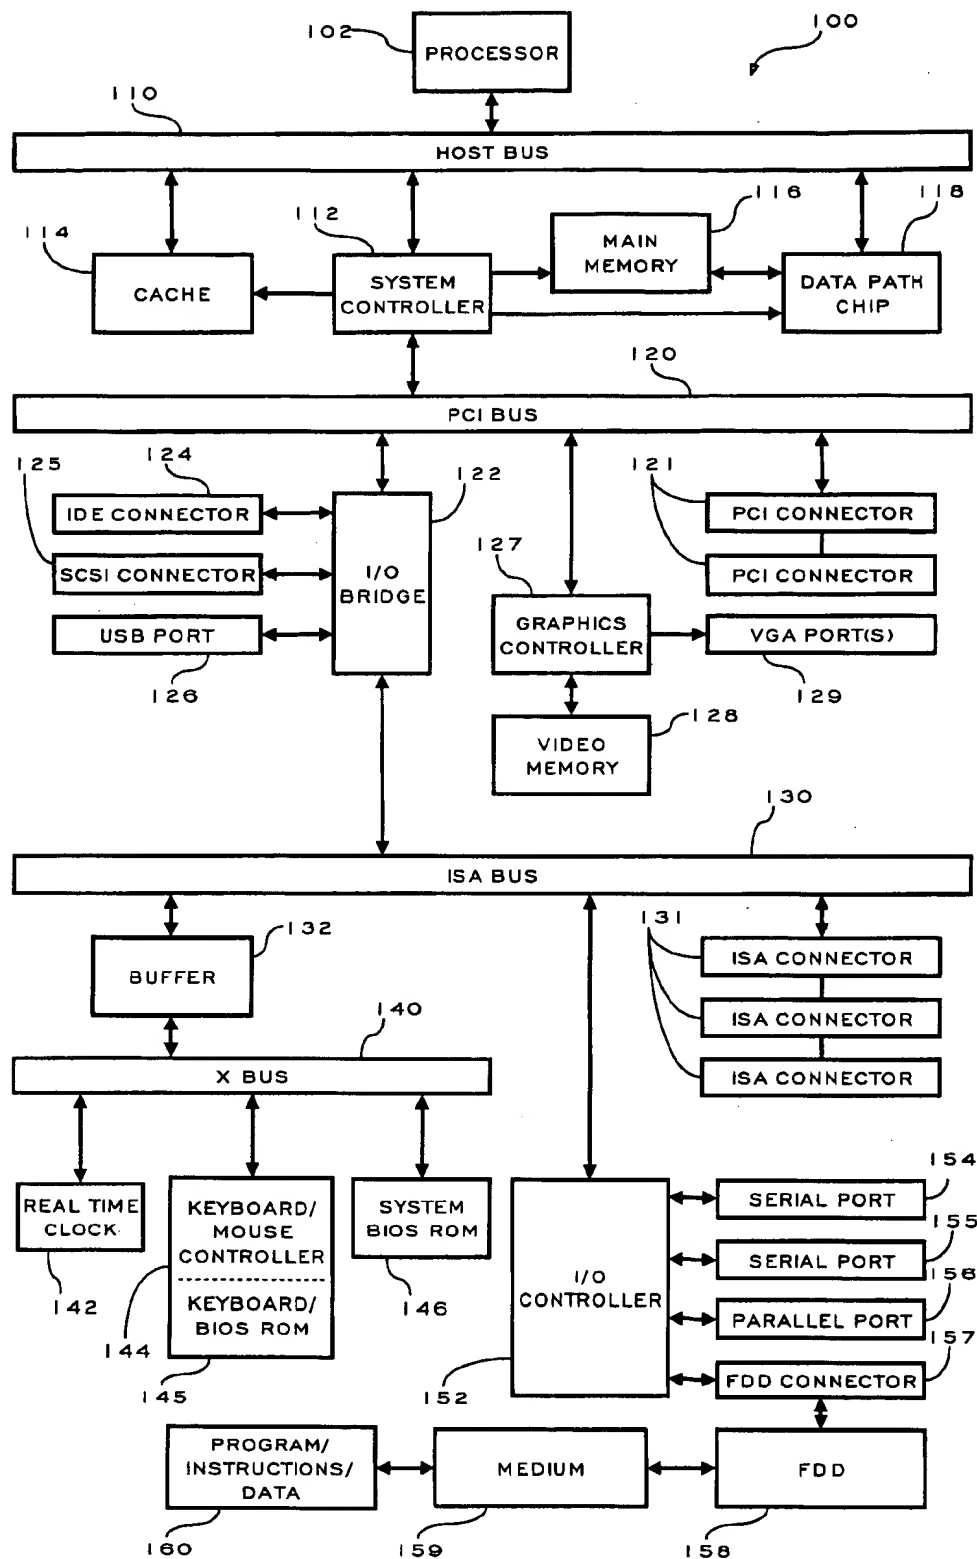 102
PROCESSOR
100
110
HOST BUS
112
116
118
114
CACHE
SYSTEM
CONTROLLER
MAIN
MEMORY
DATA PATH
CHIP
120
PCI BUS
125
124
122
121
IDE CONNECTOR
SCSI CONNECTOR
USB PORT
126
I/O
BRIDGE
127
GRAPHICS
CONTROLLER
PCI CONNECTOR
PCI CONNECTOR
VGA PORT(S)
129
128
VIDEO
MEMORY
130
ISA BUS
132
BUFFER
131
ISA CONNECTOR
ISA CONNECTOR
ISA CONNECTOR
140
X BUS
REAL TIME
CLOCK
142
KEYBOARD/
MOUSE
CONTROLLER
KEYBOARD/
BIOS ROM
144
145
SYSTEM
BIOS ROM
146
I/O
CONTROLLER
152
154
SERIAL PORT
155
SERIAL PORT
156
PARALLEL PORT
157
FDD CONNECTOR
PROGRAM/
INSTRUCTIONS/
DATA
MEDIUM
FDD
160
159
158